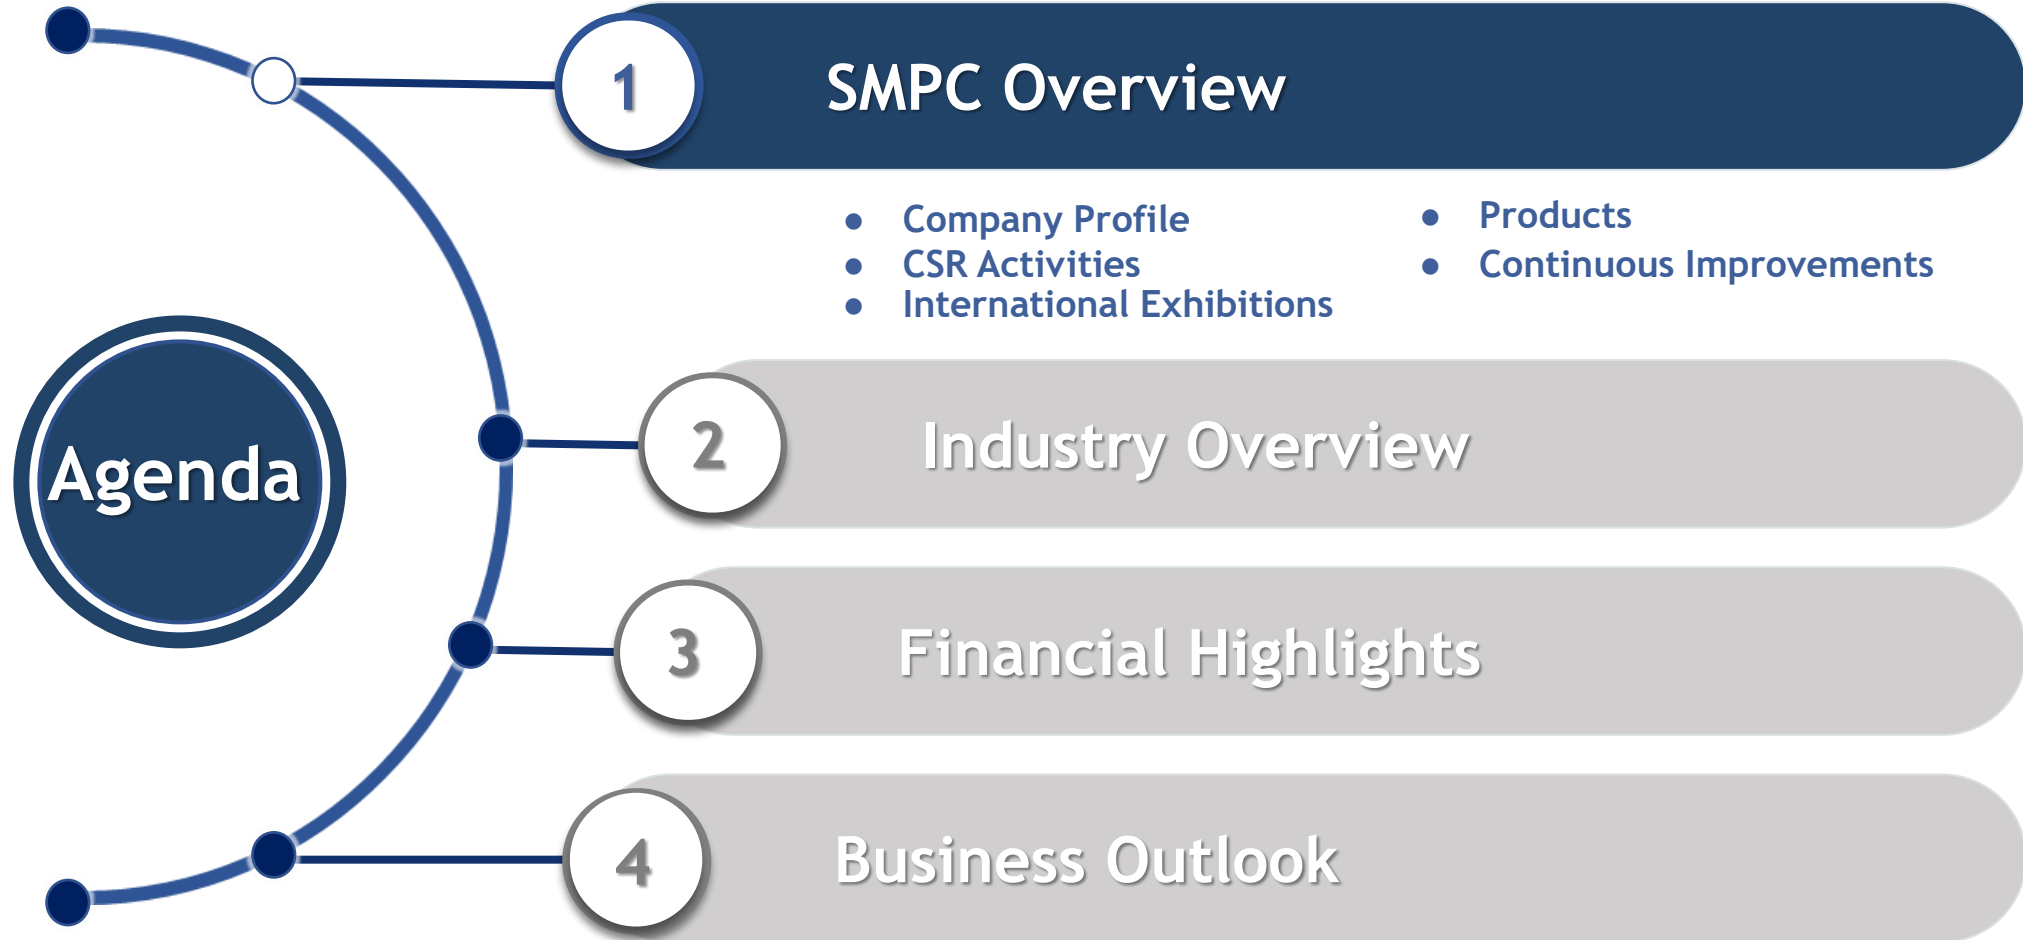 Agenda
1
SMPC Overview
● Company Profile
● CSR Activities
● International Exhibitions
● Products
● Continuous Improvements
2
Industry Overview
3
Financial Highlights
4
Business Outlook